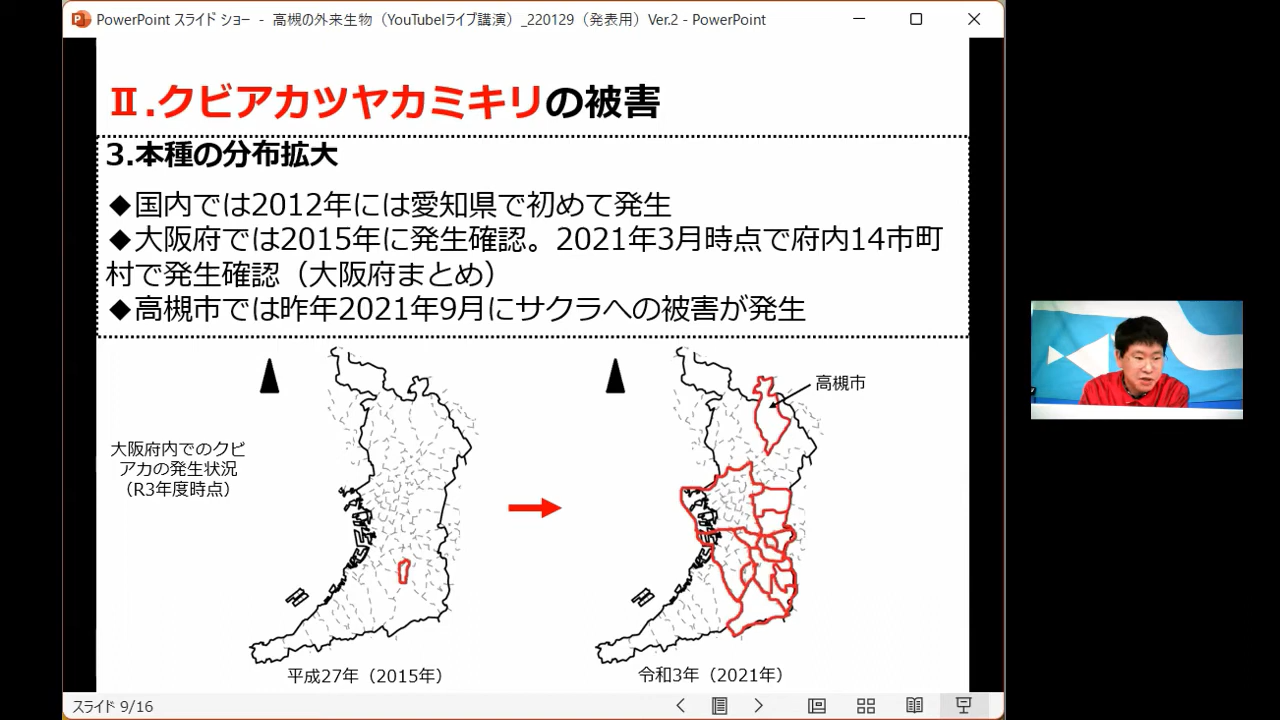 PowerPoint スライド ショー - 高槻の外来生物（YouTubelライブ講演）_220129（発表用）Ver.2 - PowerPoint
Ⅱ.クビアカツヤカミキリの被害
3.本種の分布拡大
◆国内では2012年には愛知県で初めて発生
◆大阪府では2015年に発生確認。2021年3月時点で府内14市町
村で発生確認（大阪府まとめ）
◆高槻市では昨年2021年9月にサクラへの被害が発生
高槻市
大阪府内でのクビ
アカの発生状況
（R3年度時点）
平成27年（2015年）
令和3年（2021年）
スライド 9/16